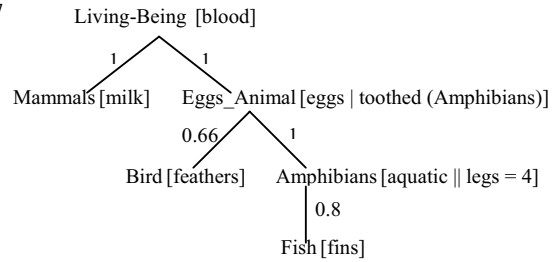 Living-Being [blood]
1 1
Mammals [milk] Eggs_Animal [eggs | toothed (Amphibians)]
0.66 1
Bird [feathers] Amphibians [aquatic || legs = 4]
0.8
Fish [fins]